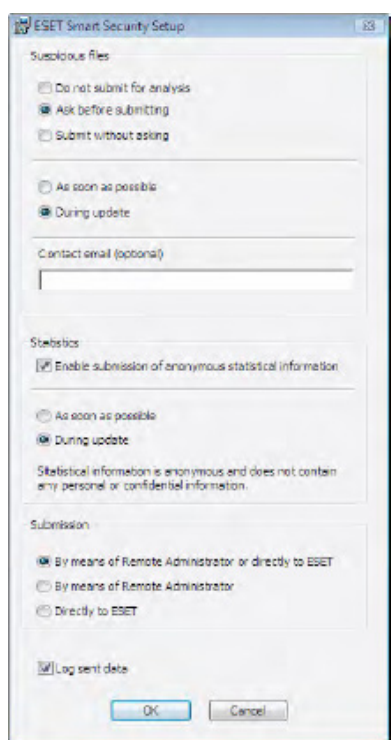 ESET Smart Security Setup
Suspicious files
Do not submit for analysis
Ask before submitting
Submit without asking
As soon as possible
During update
Contact email (optional)
Statistics
Enable submission of anonymous statistical information
As soon as possible
During update
Statistical information is anonymous and does not contain
any personal or confidential information.
Submission
By means of Remote Administrator or directly to ESET
By means of Remote Administrator
Directly to ESET
Log sent data
OK
Cancel